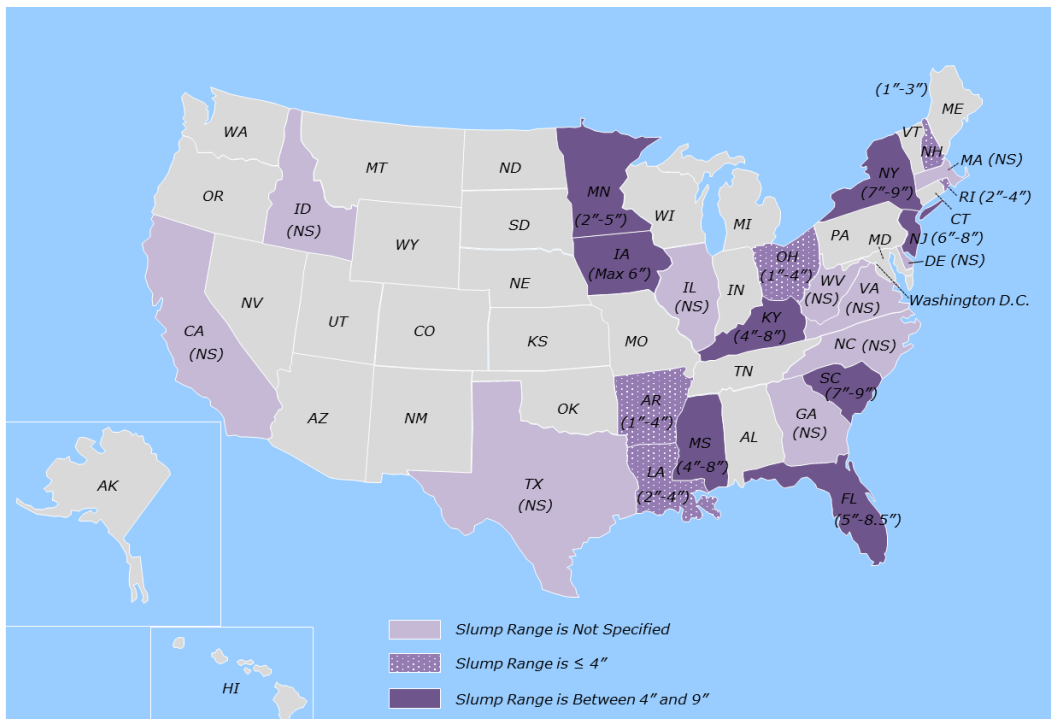 (1″-3″)
ME
VT
WA
NH
MT
ND
MA (NS)
MN
NY
OR
(7″-9″)
RI (2″-4″)
ID
(NS)
(2″-5″)
WI
CT
SD
MI
PA
MD
NJ (6″-8″)
WY
IA
(Max 6″)
OH
(1″-4″)
DE (NS)
NE
IL
(NS)
IN
WV
(NS)
VA
(NS)
Washington D.C.
NV
UT
CO
KY
(4″-8″)
CA
(NS)
KS
MO
NC (NS)
TN
SC
(7″-9″)
AZ
NM
OK
AR
(1″-4″)
GA
(NS)
MS
(4″-8″)
AL
LA
(2″-4″)
AK
TX
(NS)
FL
(5″-8.5″)
HI
Slump Range is Not Specified
Slump Range is ≤ 4″
Slump Range is Between 4″ and 9″